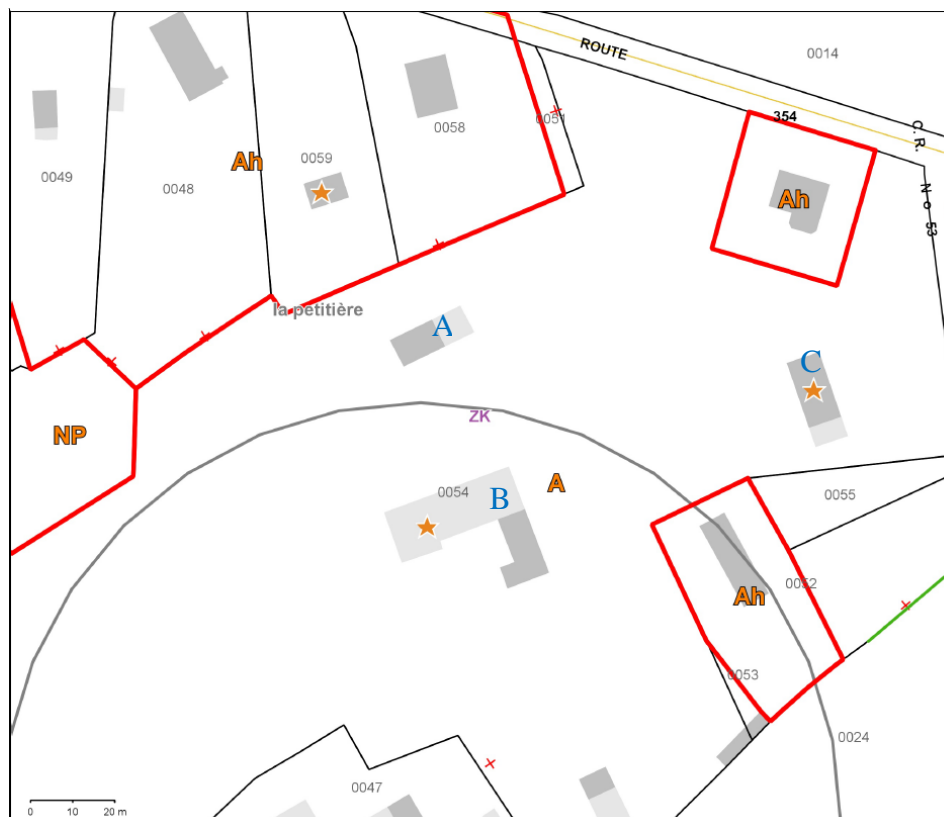 ROUTE
0014
354
C. R.
N o 53
0051
0058
0059
Ah
0048
0049
Ah
la petitière
A
C
NP
ZK
0054
B
A
0055
0052
Ah
0053
0024
0047
0 10 20 m